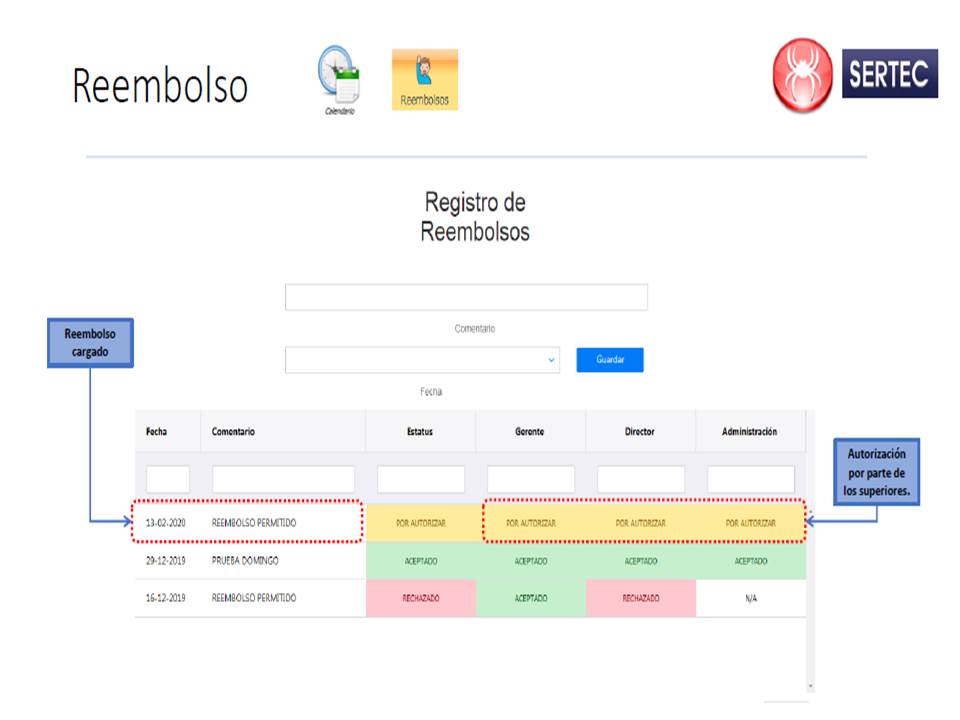 Reembolso
Calendario
Reembolsos
SERTEC
Registro de
Reembolsos
Comentario
Reembolso
cargado
Guardar
Fecha
Fecha Comentario Estatus Gerente Director Administración
Autorización
por parte de
los superiores.
13-02-2020 REEMBOLSO PERMITIDO POR AUTORIZAR POR AUTORIZAR POR AUTORIZAR POR AUTORIZAR
29-12-2019 PRUEBA DOMINGO ACEPTADO ACEPTADO ACEPTADO ACEPTADO
16-12-2019 REEMBOLSO PERMITIDO RECHAZADO ACEPTADO RECHAZADO N/A